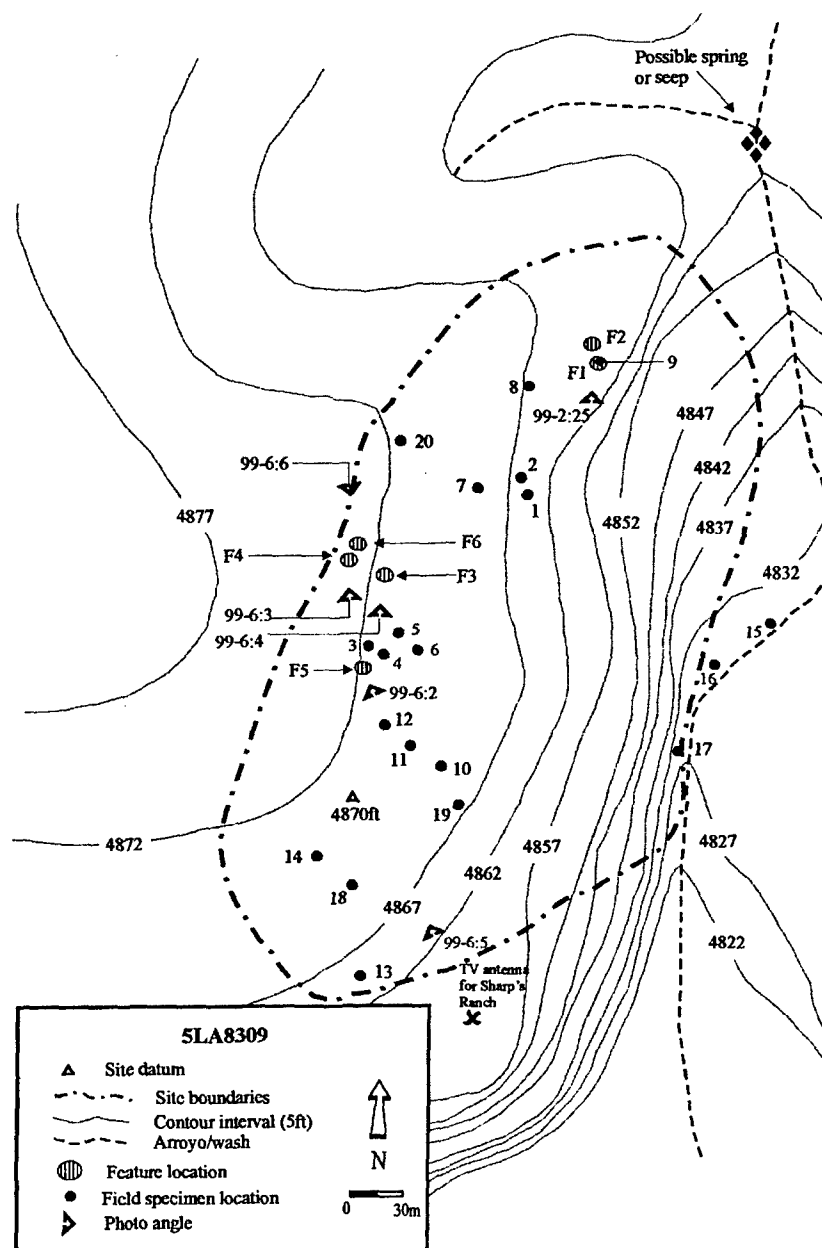 Possible spring
or seep
F2
F1
9
8
99-2:25
4847
20
99-6:6
2
4842
7
1
4837
4877
4852
F6
F4
4832
F3
99-6:3
15
99-6:4
5
3
4
6
16
F5
99-6:2
12
17
11
10
4870ft
19
4872
4857
4827
14
4862
18
4867
99-6:5
4822
13
TV antenna
for Sharp's
Ranch
5LA8309
Site datum
Site boundaries
Contour interval (5ft)
Arroyo/wash
Feature location
N
Field specimen location
0 30m
Photo angle